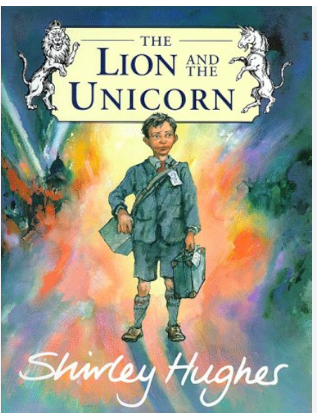 THE
LION AND THE
UNICORN
Shirley Hughes